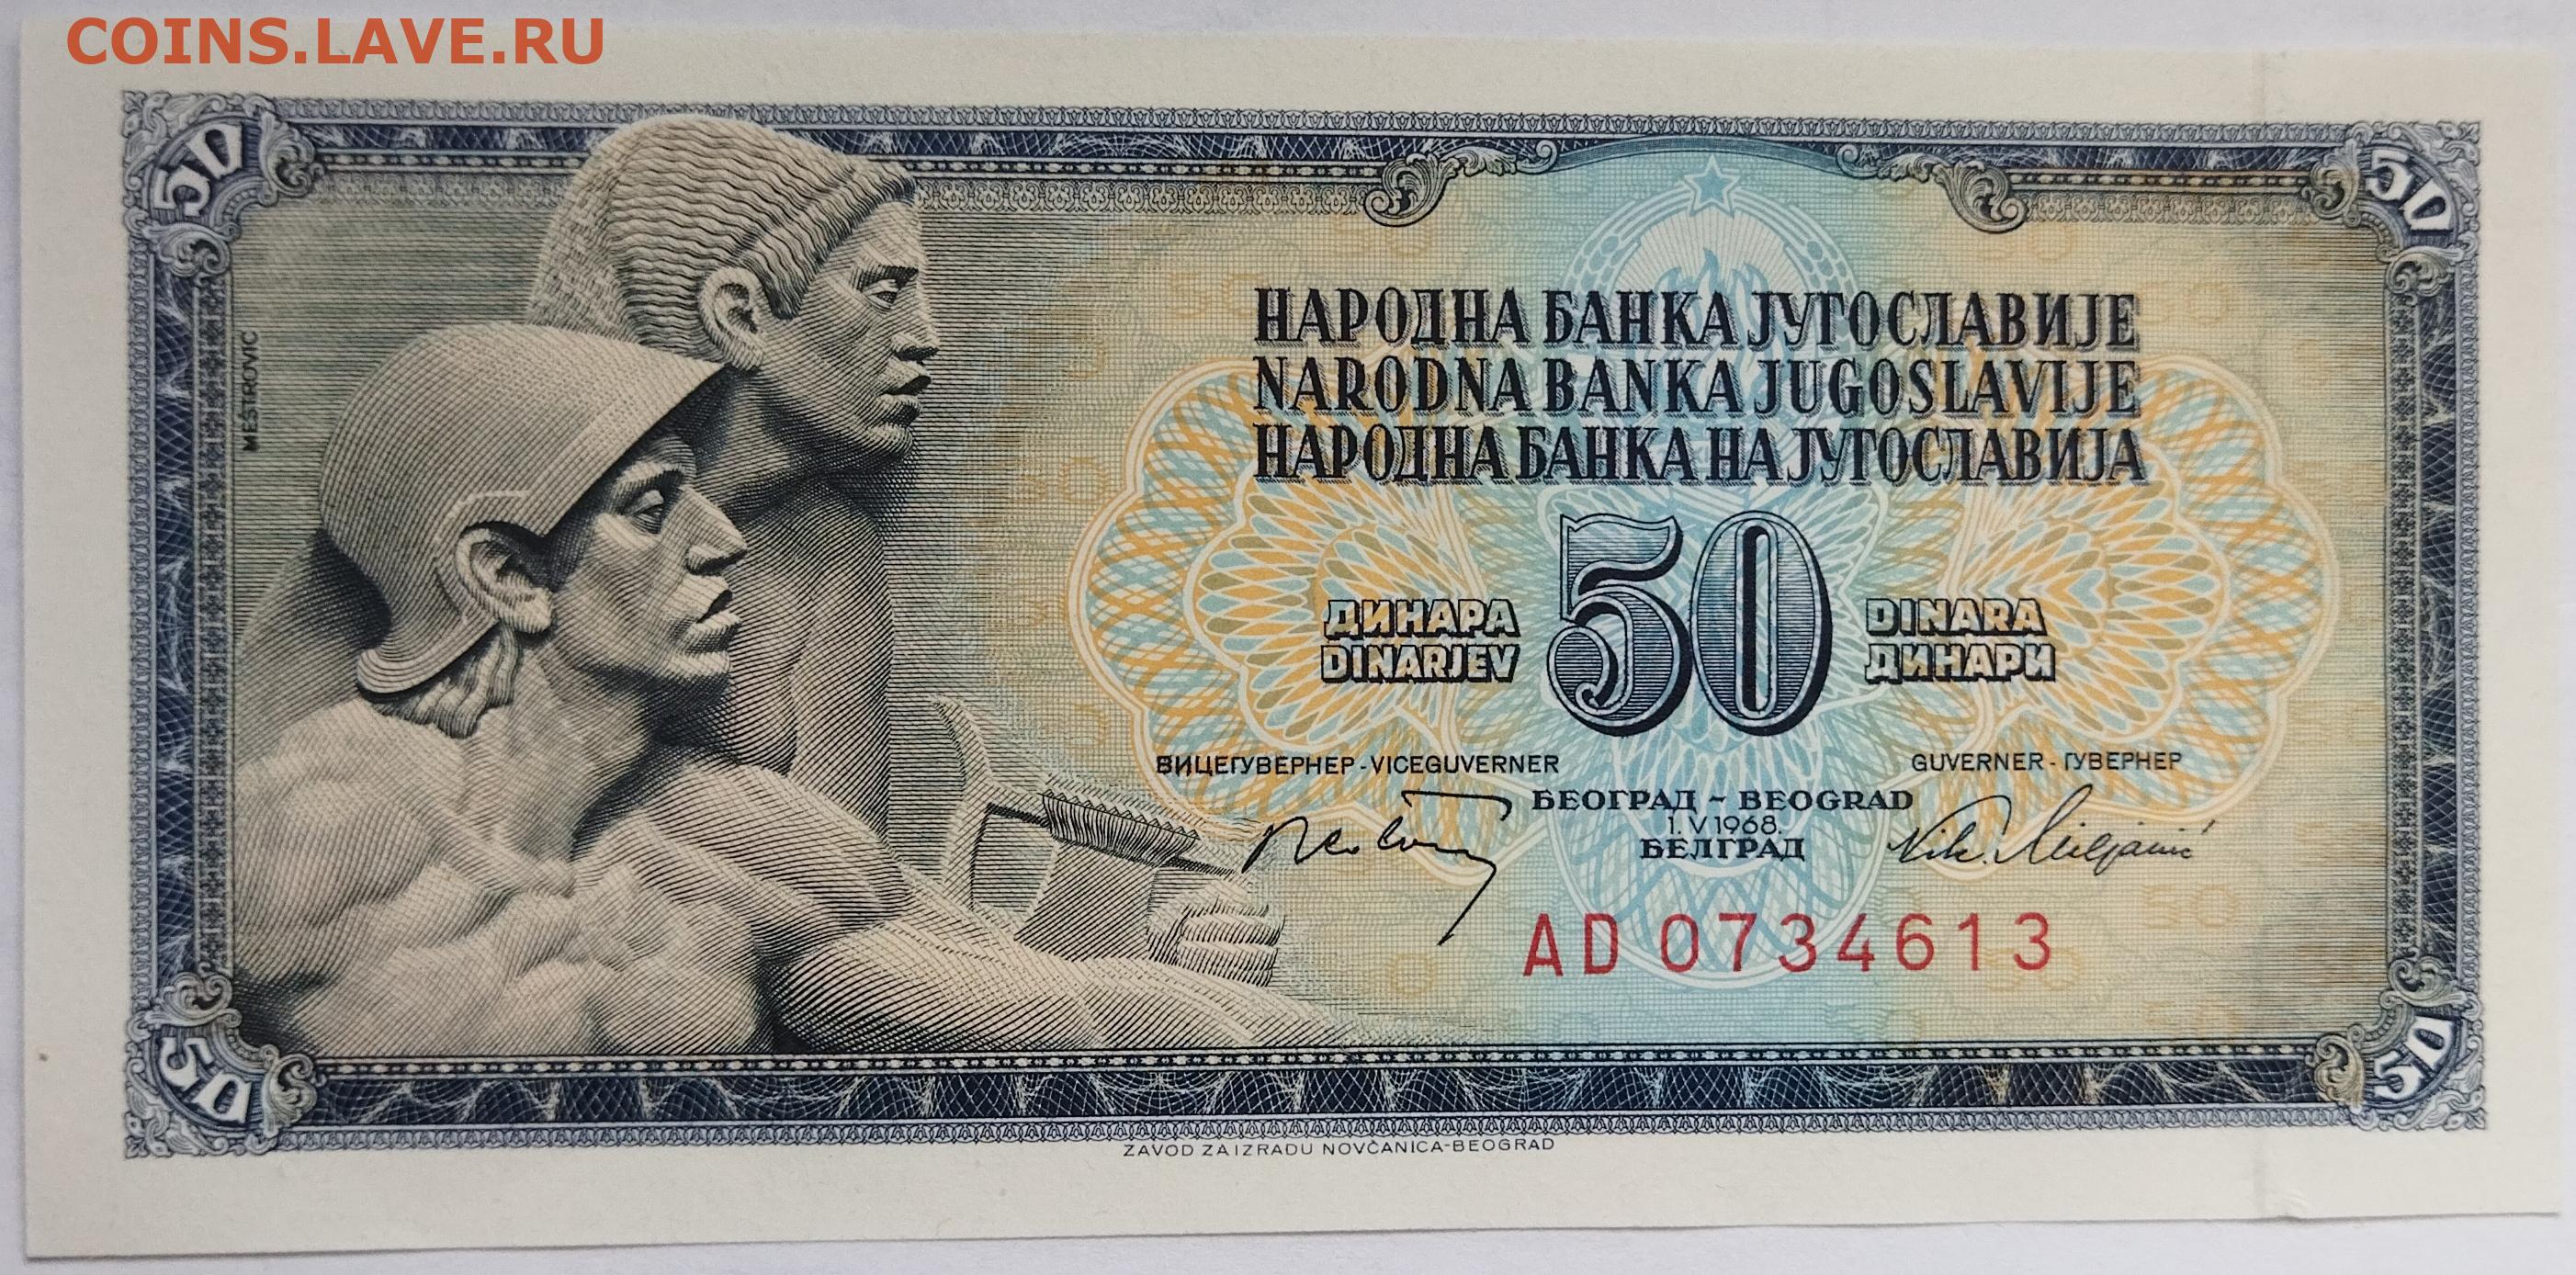 COINS.LAVE.RU
50
50
MEŠTROVIĆ
НАРОДНА БАНКА ЈУГОСЛАВИЈЕ
NARODNA BANKA JUGOSLAVIJE
НАРОДНА БАНКА НА ЈУГОСЛАВИЈА
ДИНАРА 50 DINARA
DINARJEV ДИНАРИ
ВИЦЕГУВЕРНЕР-VICEGUVERNER GUVERNER-ГУВЕРНЕР
БЕОГРАД ~ BEOGRAD
1.V 1968.
БЕЛГРАД
AD 0734613
50
50
ZAVOD ZA IZRADU NOVČANICA-BEOGRAD